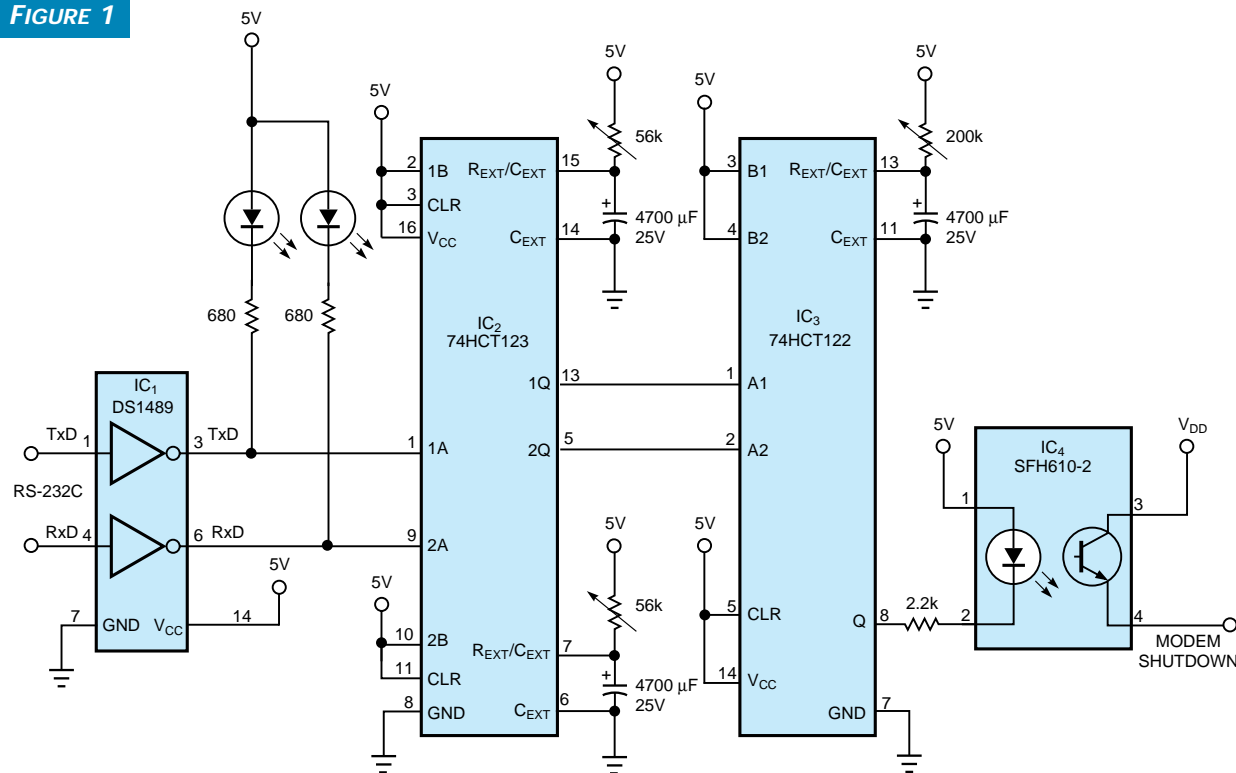 FIGURE 1
5V
5V
5V
5V
5V
56k
200k
2 1B
3 CLR
16 VCC
REXT/CEXT 15
CEXT 14
+
4700 µF
25V
3 B1
4 B2
REXT/CEXT 13
CEXT 11
+
4700 µF
25V
680
680
IC2
74HCT123
IC3
74HCT122
1Q 13
1 A1
IC1
DS1489
TxD 1
3 TxD
1 1A
2Q 5
2 A2
RS-232C
RxD 4
6 RxD
9 2A
5V
VDD
IC4
SFH610-2
1
3
2
4
MODEM
SHUTDOWN
5V
7 GND
VCC 14
5V
10 2B
11 CLR
8 GND
5V
56k
REXT/CEXT 7
CEXT 6
+
4700 µF
25V
5V
5 CLR
14 VCC
Q 8
2.2k
GND 7